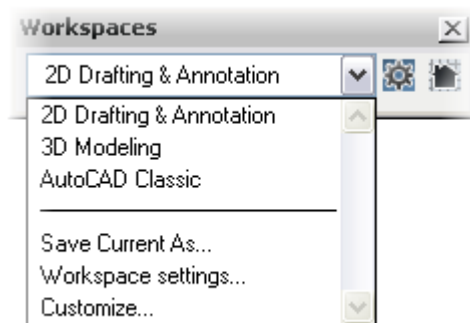 Workspaces
2D Drafting & Annotation
2D Drafting & Annotation
3D Modeling
AutoCAD Classic
Save Current As...
Workspace settings...
Customize...